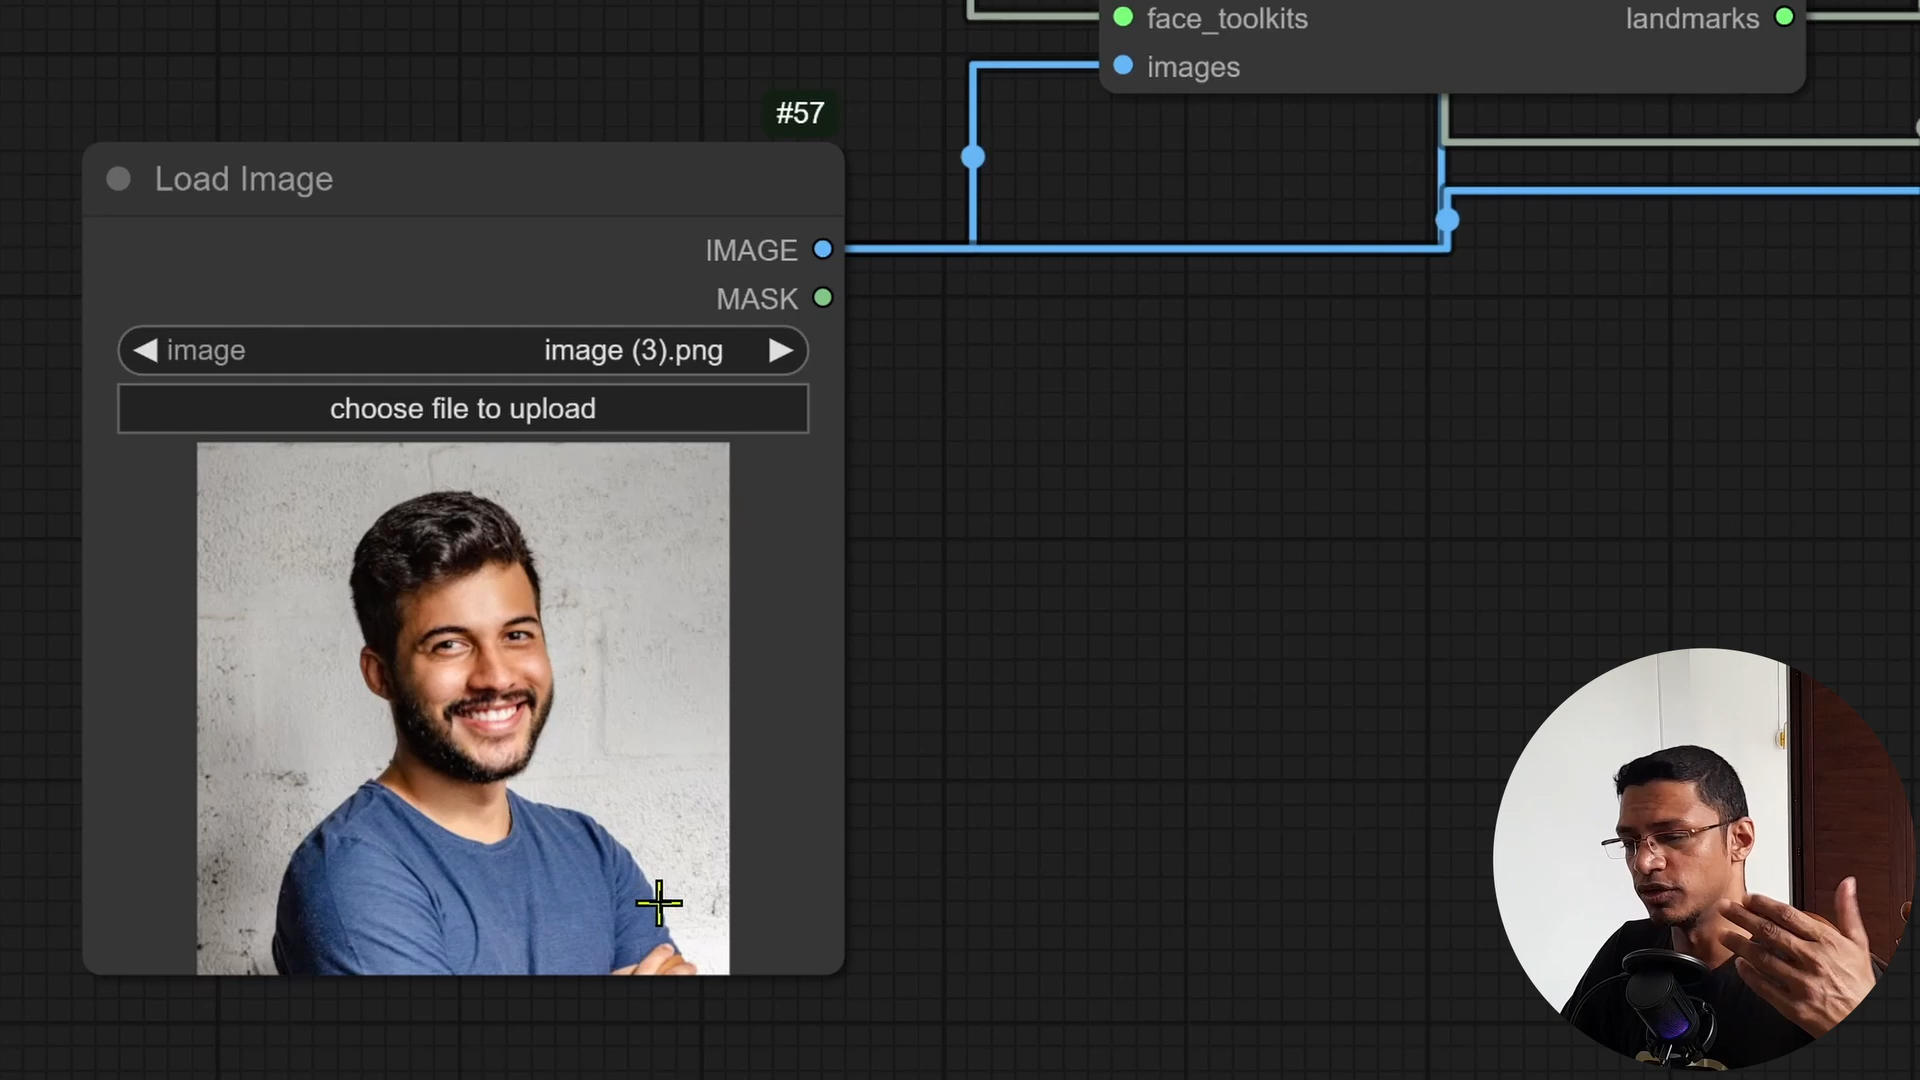 face_toolkits
landmarks
images
#57
Load Image
IMAGE
MASK
image
image (3).png
choose file to upload